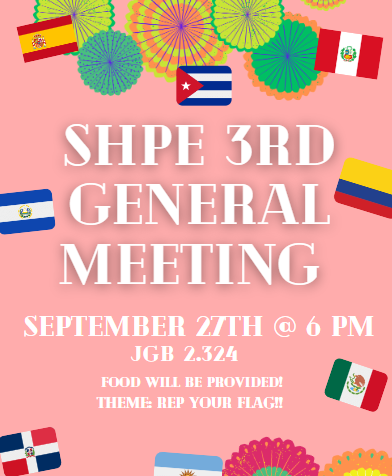 SHPE 3RD
GENERAL
MEETING
SEPTEMBER 27TH @ 6 PM
JGB 2.324
FOOD WILL BE PROVIDED!
THEME: REP YOUR FLAG!!